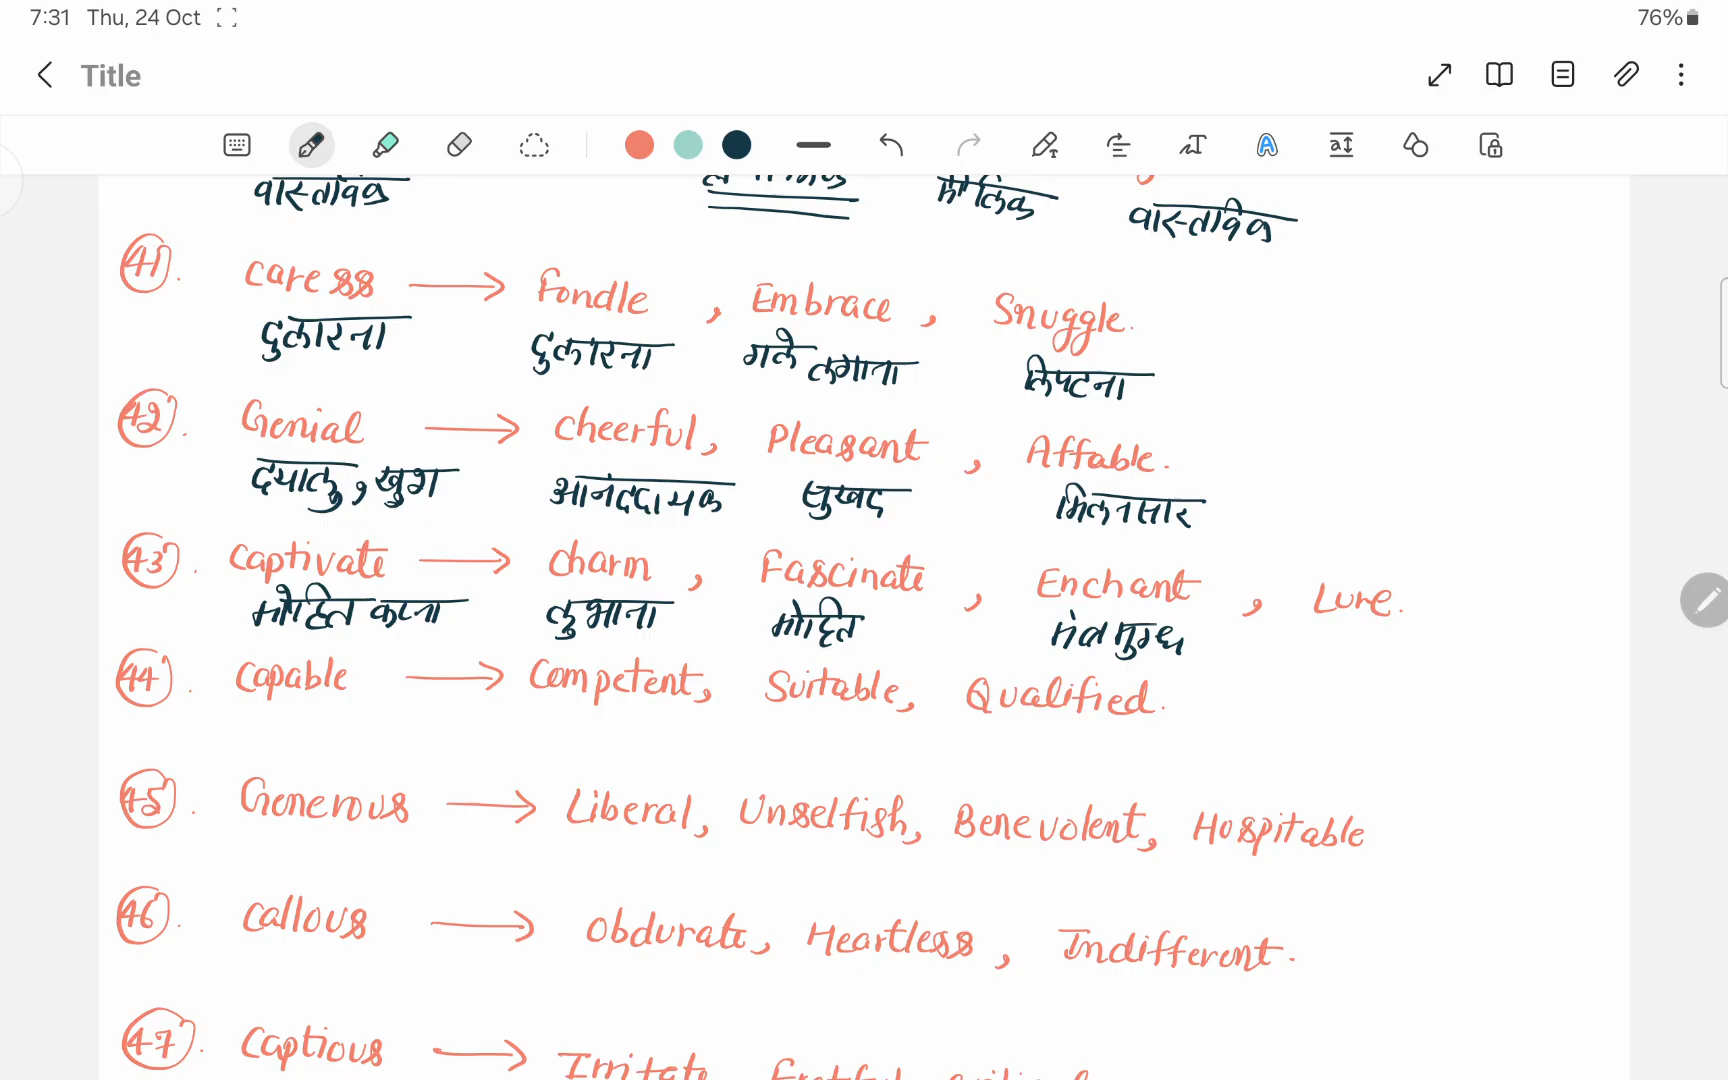 7:31 Thu, 24 Oct 76%
Title
वास्तविक मौलिक वास्तविक
41. Caress → Fondle, Embrace, Snuggle.
दुलारना दुलारना गले लगाना लिपटना
42. Genial → Cheerful, Pleasant, Affable.
दयालु, खुश आनंददायक सुखद मिलनसार
43. Captivate → Charm, Fascinate, Enchant, Lure.
मोहित करना लुभाना मोहित मंत्रमुग्ध
44. Capable → Competent, Suitable, Qualified.
45. Generous → Liberal, Unselfish, Benevolent, Hospitable
46. Callous → Obdurate, Heartless, Indifferent.
47. Captious → Irritate